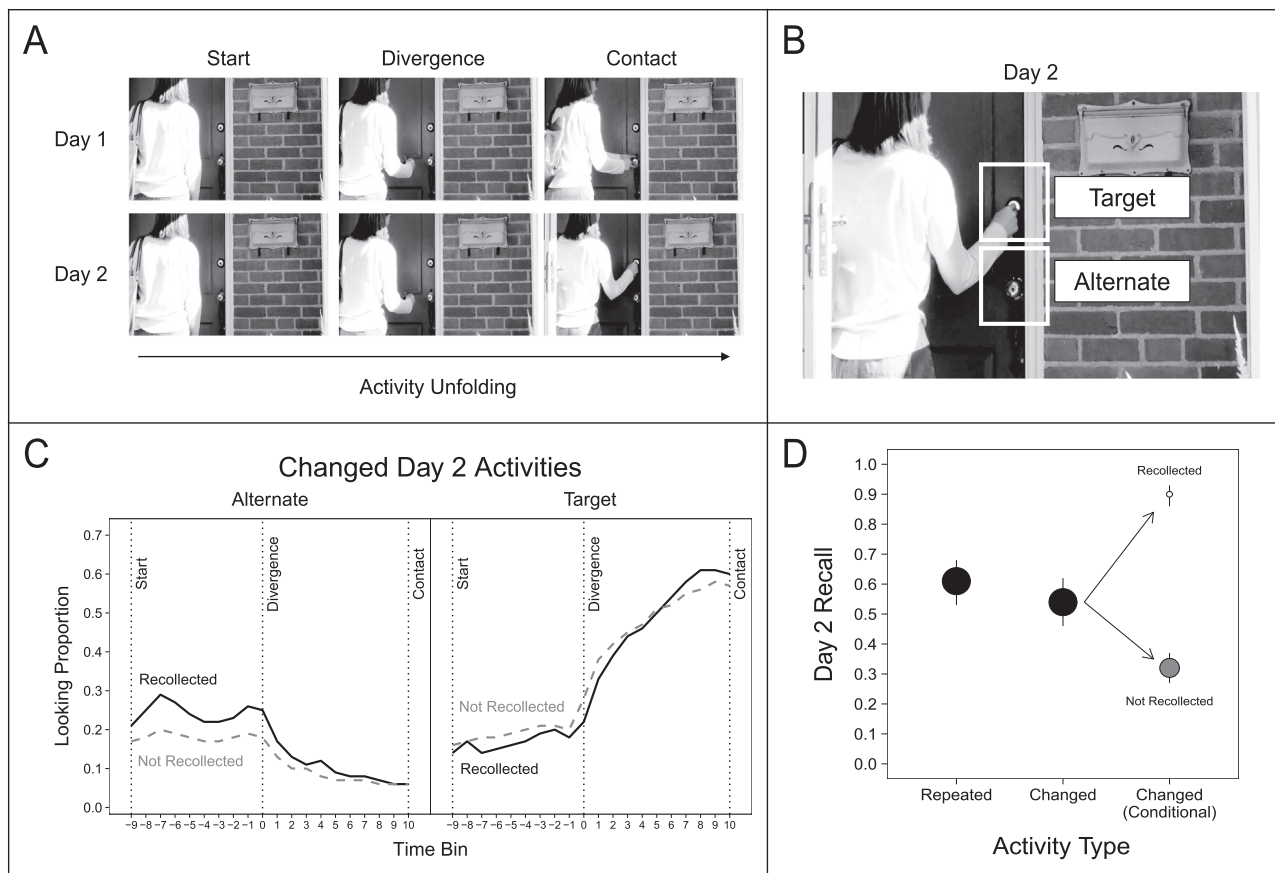 A
Start Divergence Contact
Day 1
Day 2
Activity Unfolding
B
Day 2
Target
Alternate
C
Changed Day 2 Activities
Alternate Target
Looking Proportion
0.7
0.6
0.5
0.4
0.3
0.2
0.1
0.0
Start
Divergence
Contact
Recollected
Not Recollected
Start
Divergence
Contact
Not Recollected
Recollected
−9 −8 −7 −6 −5 −4 −3 −2 −1 0 1 2 3 4 5 6 7 8 9 10
−9 −8 −7 −6 −5 −4 −3 −2 −1 0 1 2 3 4 5 6 7 8 9 10
Time Bin
D
Day 2 Recall
1.0
0.9
0.8
0.7
0.6
0.5
0.4
0.3
0.2
0.1
0.0
Recollected
Not Recollected
Repeated Changed Changed
(Conditional)
Activity Type